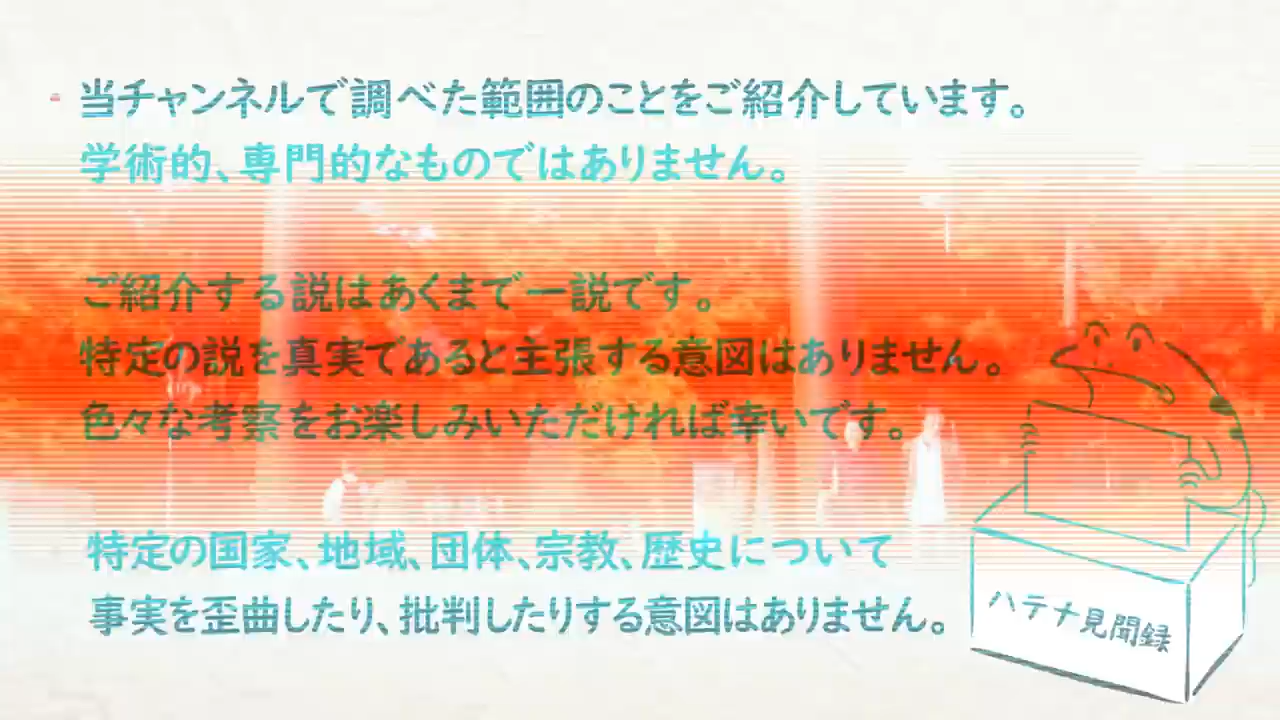 当チャンネルで調べた範囲のことをご紹介しています。
学術的、専門的なものではありません。
ご紹介する説はあくまで一説です。
特定の説を真実であると主張する意図はありません。
色々な考察をお楽しみいただければ幸いです。
特定の国家、地域、団体、宗教、歴史について
事実を歪曲したり、批判したりする意図はありません。
ハテナ見聞録